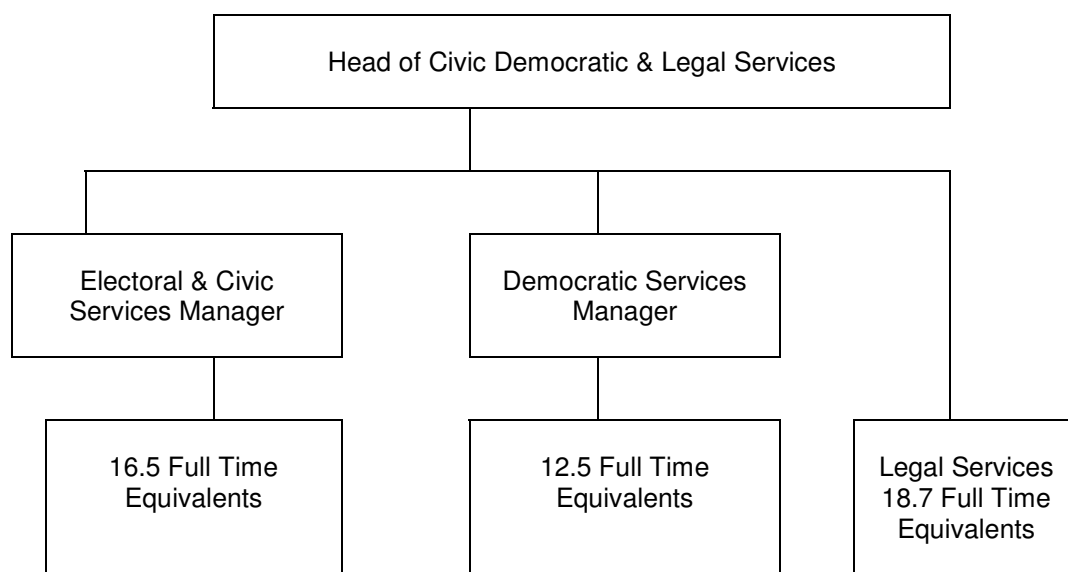 Head of Civic Democratic & Legal Services
Electoral & Civic
Services Manager
Democratic Services
Manager
16.5 Full Time
Equivalents
12.5 Full Time
Equivalents
Legal Services
18.7 Full Time
Equivalents